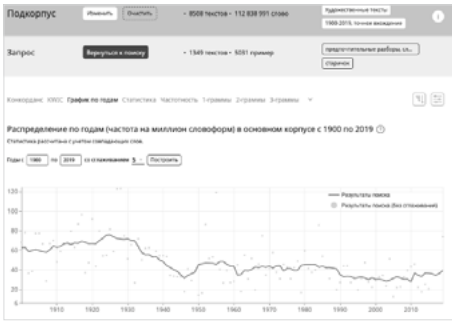 Подкорпус
Изменить
Очистить
- 8508 текстов - 112 838 991 слово
художественные тексты
1900-2019, точное вхождение
Запрос
Вернуться к поиску
- 1349 текстов - 5031 пример
предпочтительные разборы, сл...
старичок
Конкорданс KWIC График по годам Статистика Частотность 1-граммы 2-граммы 3-граммы
Распределение по годам (частота на миллион словоформ) в основном корпусе с 1900 по 2019
Статистика рассчитана с учетом совпадающих слов.
Годы с 1900 по 2019 со сглаживанием 5 Построить
Результаты поиска
Результаты поиска (без сглаживания)
120
100
80
60
40
20
1910 1920 1930 1940 1950 1960 1970 1980 1990 2000 2010